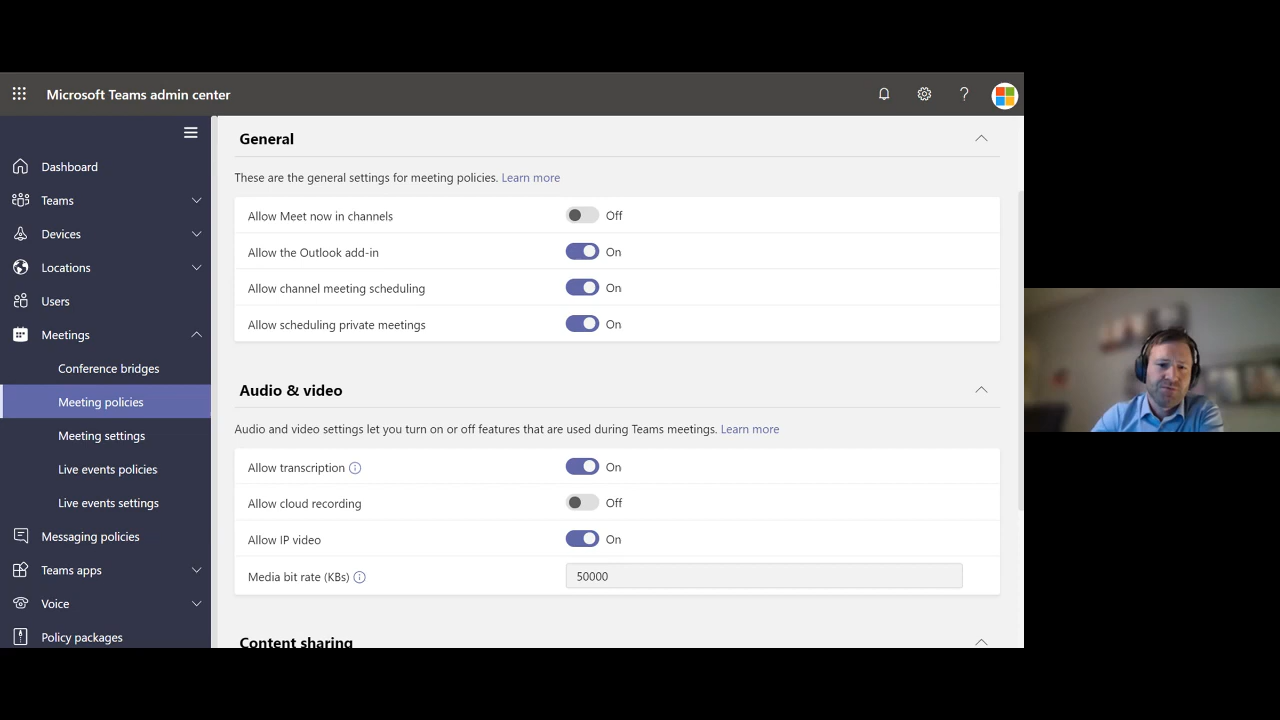 Microsoft Teams admin center
?
Dashboard
Teams
Devices
Locations
Users
Meetings
Conference bridges
Meeting policies
Meeting settings
Live events policies
Live events settings
Messaging policies
Teams apps
Voice
Policy packages
General
These are the general settings for meeting policies. Learn more
Allow Meet now in channels Off
Allow the Outlook add-in On
Allow channel meeting scheduling On
Allow scheduling private meetings On
Audio & video
Audio and video settings let you turn on or off features that are used during Teams meetings. Learn more
Allow transcription On
Allow cloud recording Off
Allow IP video On
Media bit rate (KBs) 50000
Content sharing